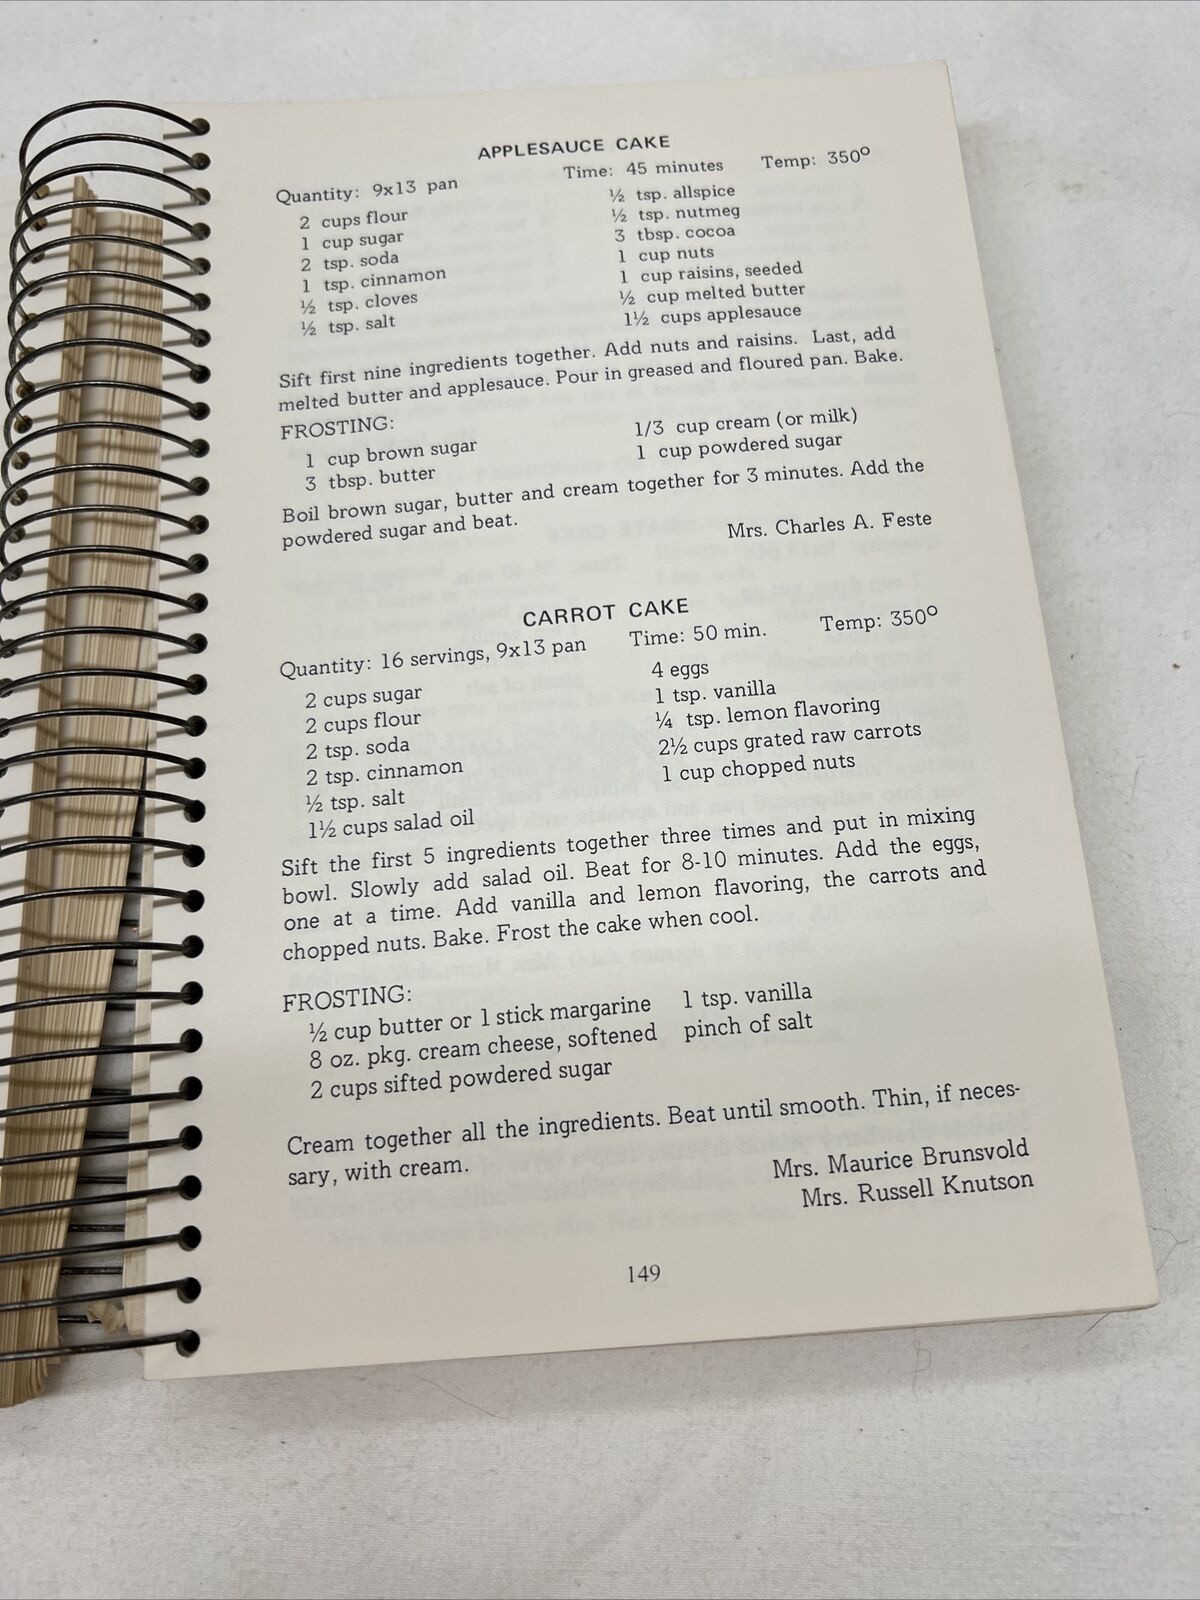 APPLESAUCE CAKE
Quantity: 9x13 pan Time: 45 minutes Temp: 350°
2 cups flour
1 cup sugar
2 tsp. soda
1 tsp. cinnamon
½ tsp. cloves
½ tsp. salt
½ tsp. allspice
½ tsp. nutmeg
3 tbsp. cocoa
1 cup nuts
1 cup raisins, seeded
½ cup melted butter
1½ cups applesauce
Sift first nine ingredients together. Add nuts and raisins. Last, add
melted butter and applesauce. Pour in greased and floured pan. Bake.
FROSTING:
1 cup brown sugar
3 tbsp. butter
1/3 cup cream (or milk)
1 cup powdered sugar
Boil brown sugar, butter and cream together for 3 minutes. Add the
powdered sugar and beat.
Mrs. Charles A. Feste
CARROT CAKE
Quantity: 16 servings, 9x13 pan Time: 50 min. Temp: 350°
2 cups sugar
2 cups flour
2 tsp. soda
2 tsp. cinnamon
½ tsp. salt
1½ cups salad oil
4 eggs
1 tsp. vanilla
¼ tsp. lemon flavoring
2½ cups grated raw carrots
1 cup chopped nuts
Sift the first 5 ingredients together three times and put in mixing
bowl. Slowly add salad oil. Beat for 8-10 minutes. Add the eggs,
one at a time. Add vanilla and lemon flavoring, the carrots and
chopped nuts. Bake. Frost the cake when cool.
FROSTING:
½ cup butter or 1 stick margarine
8 oz. pkg. cream cheese, softened
2 cups sifted powdered sugar
1 tsp. vanilla
pinch of salt
Cream together all the ingredients. Beat until smooth. Thin, if neces-
sary, with cream.
Mrs. Maurice Brunsvold
Mrs. Russell Knutson
149